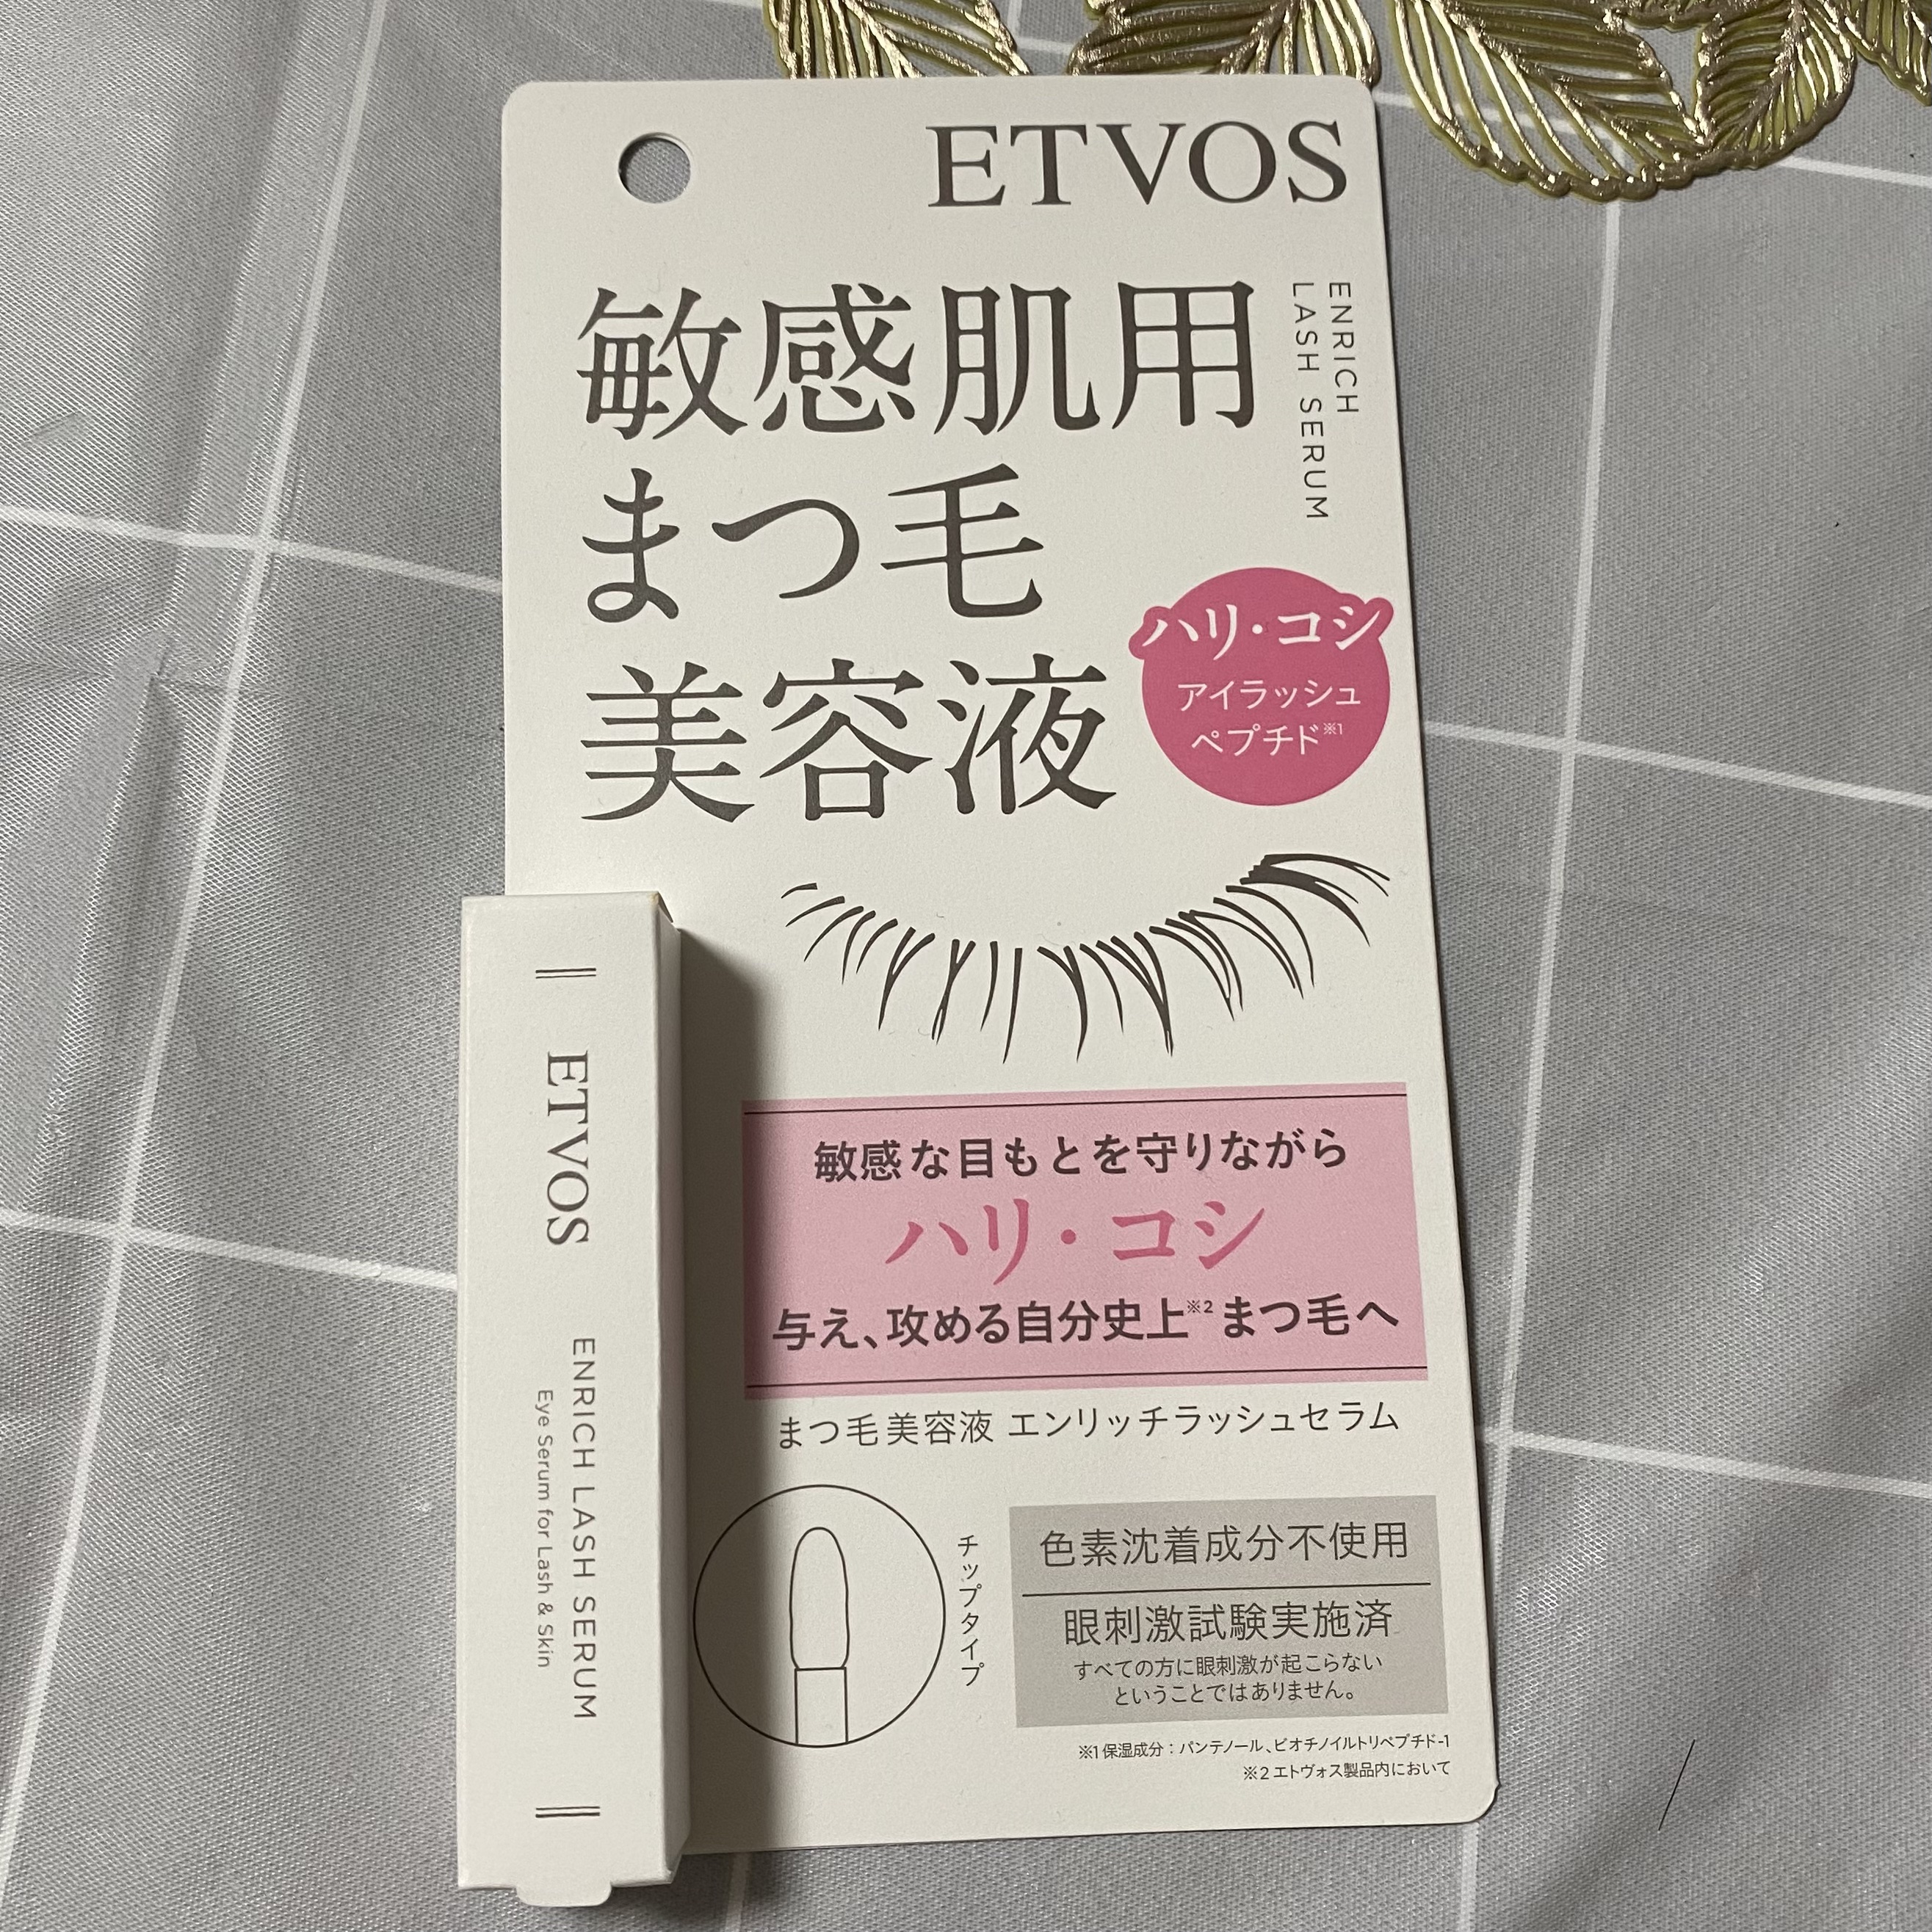 ETVOS
ENRICH
LASH SERUM
敏感肌用
まつ毛
美容液
ハリ・コシ
アイラッシュ
ペプチド※1
敏感な目もとを守りながら
ハリ・コシ
与え、攻める自分史上※2まつ毛へ
まつ毛美容液 エンリッチラッシュセラム
チップタイプ
色素沈着成分不使用
眼刺激試験実施済
すべての方に眼刺激が起こらない
ということではありません。
※1 保湿成分：パンテノール、ビオチノイルトリペプチド-1
※2 エトヴォス製品内において
ETVOS
ENRICH LASH SERUM
Eye Serum for Lash & Skin